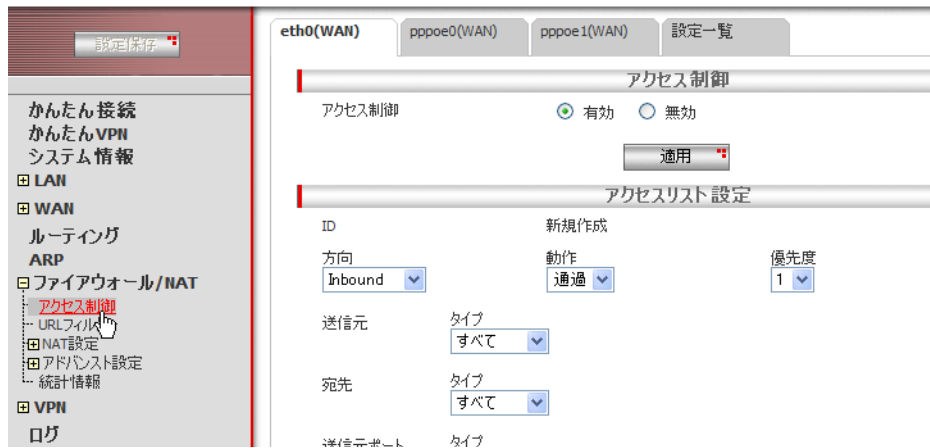 設定保存
かんたん接続
かんたんVPN
システム情報
LAN
WAN
ルーティング
ARP
ファイアウォール/NAT
アクセス制御
URLフィル
NAT設定
アドバンスト設定
統計情報
VPN
ログ
eth0(WAN) pppoe0(WAN) pppoe1(WAN) 設定一覧
アクセス制御
アクセス制御 有効 無効
適用
アクセスリスト設定
ID 新規作成
方向 動作 優先度
Inbound 通過 1
送信元 タイプ
すべて
宛先 タイプ
すべて
送信元ポート タイプ